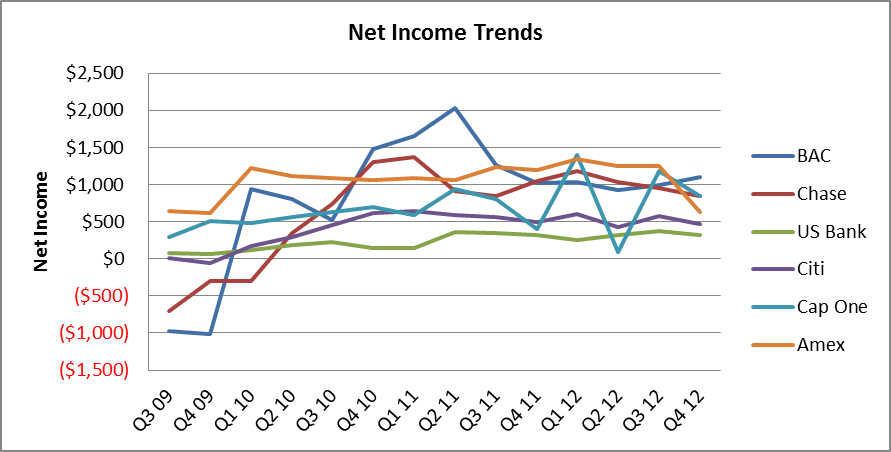 Net Income Trends
$2,500
$2,000
$1,500
$1,000
$500
$0
($500)
($1,000)
($1,500)
Net Income
Q3 09
Q4 09
Q1 10
Q2 10
Q3 10
Q4 10
Q1 11
Q2 11
Q3 11
Q4 11
Q1 12
Q2 12
Q3 12
Q4 12
BAC
Chase
US Bank
Citi
Cap One
Amex